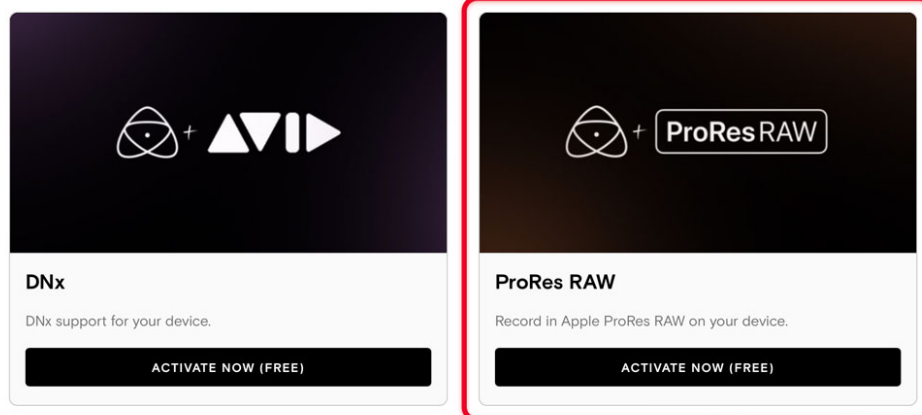 + AVID
+ ProRes RAW
DNx
DNx support for your device.
ACTIVATE NOW (FREE)
ProRes RAW
Record in Apple ProRes RAW on your device.
ACTIVATE NOW (FREE)